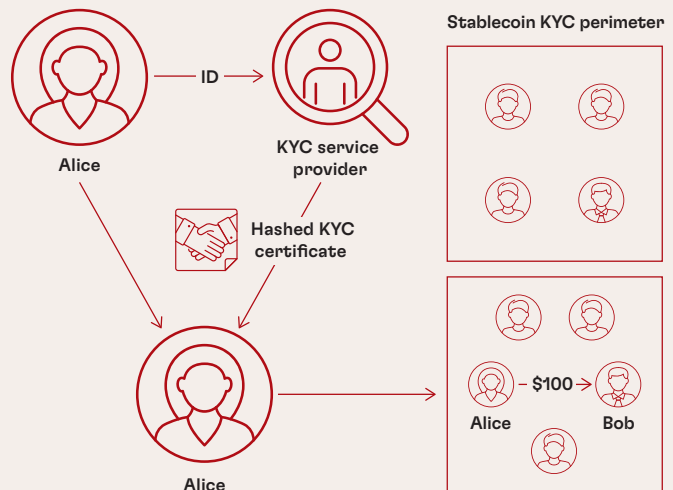 Stablecoin KYC perimeter
ID
Alice
KYC service
provider
Hashed KYC
certificate
$100
Alice
Bob
Alice